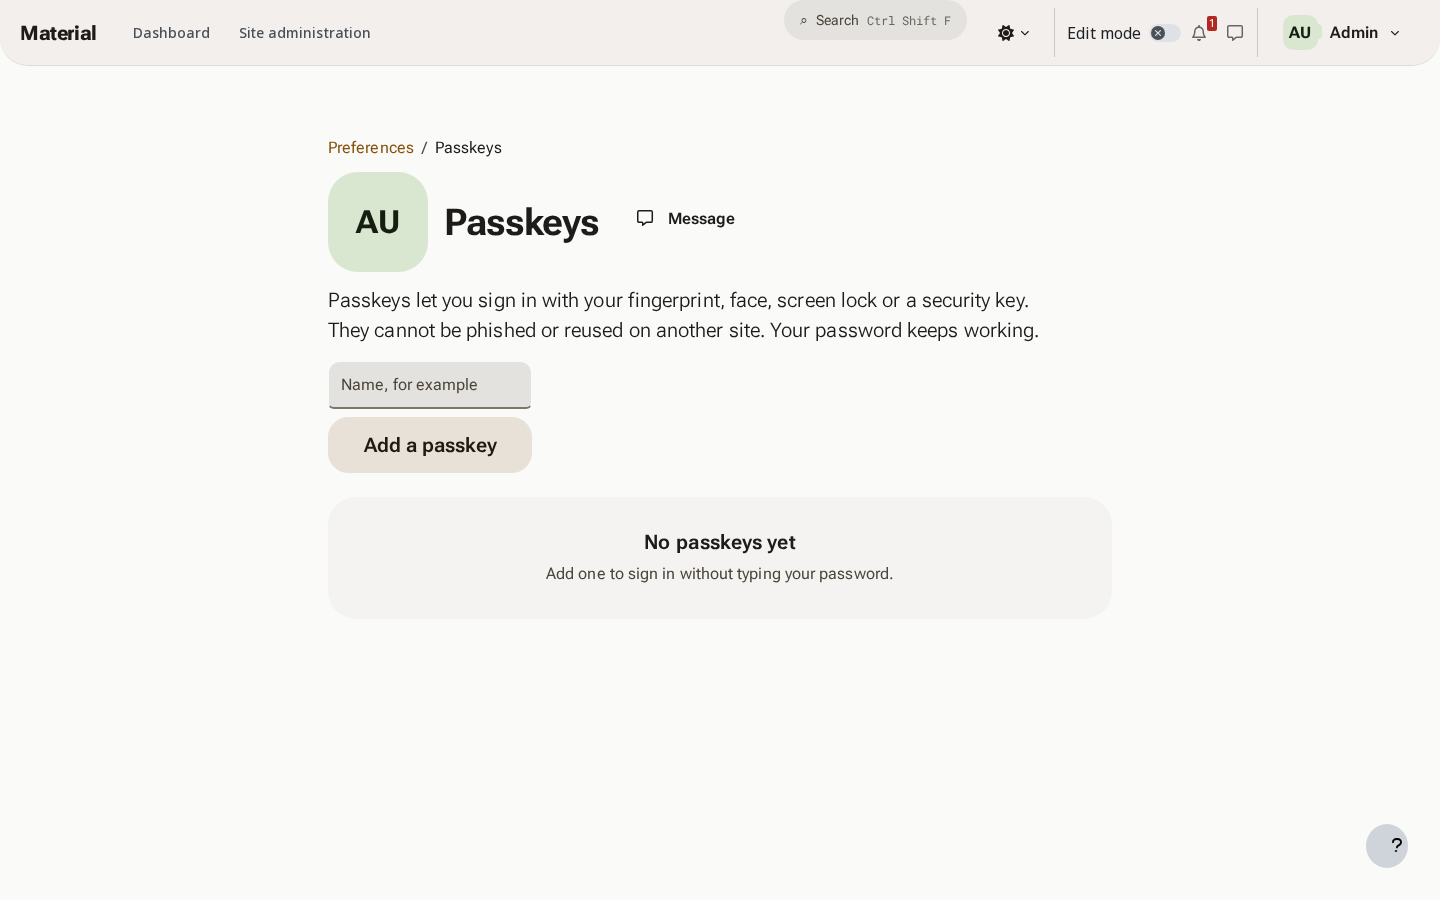 Material
Dashboard
Site administration
Search Ctrl Shift F
Edit mode
1
AU
Admin
Preferences / Passkeys
AU
Passkeys
Message
Passkeys let you sign in with your fingerprint, face, screen lock or a security key.
They cannot be phished or reused on another site. Your password keeps working.
Name, for example
Add a passkey
No passkeys yet
Add one to sign in without typing your password.
?